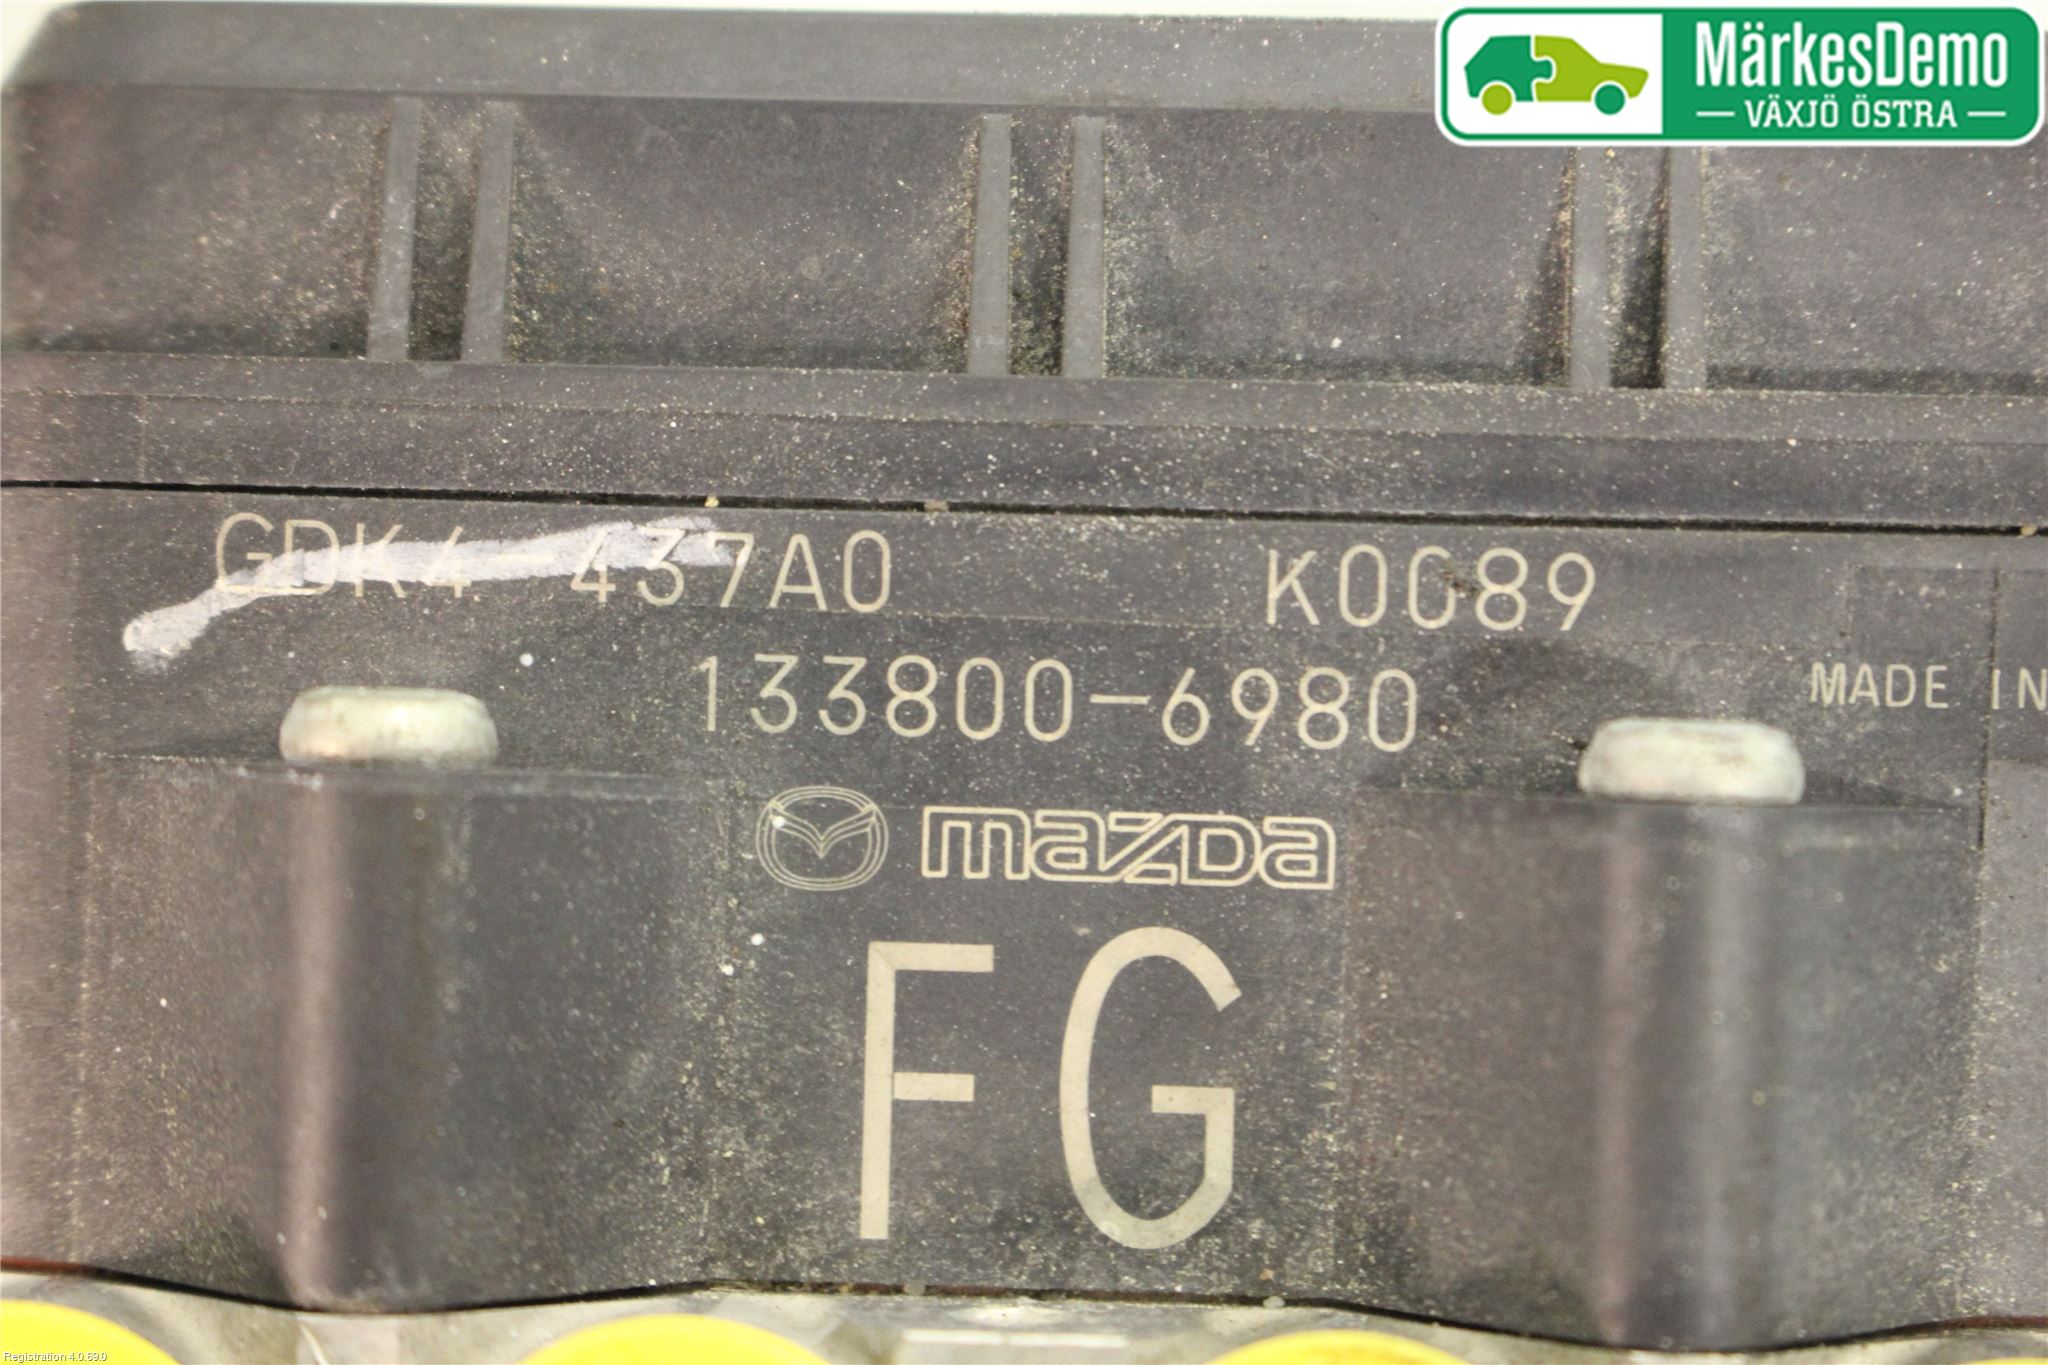 MärkesDemo
VÄXJÖ ÖSTRA
GDK4-437A0 K0089
133800-6980
MADE IN
mazda
FG
Registration 4.0.69.0